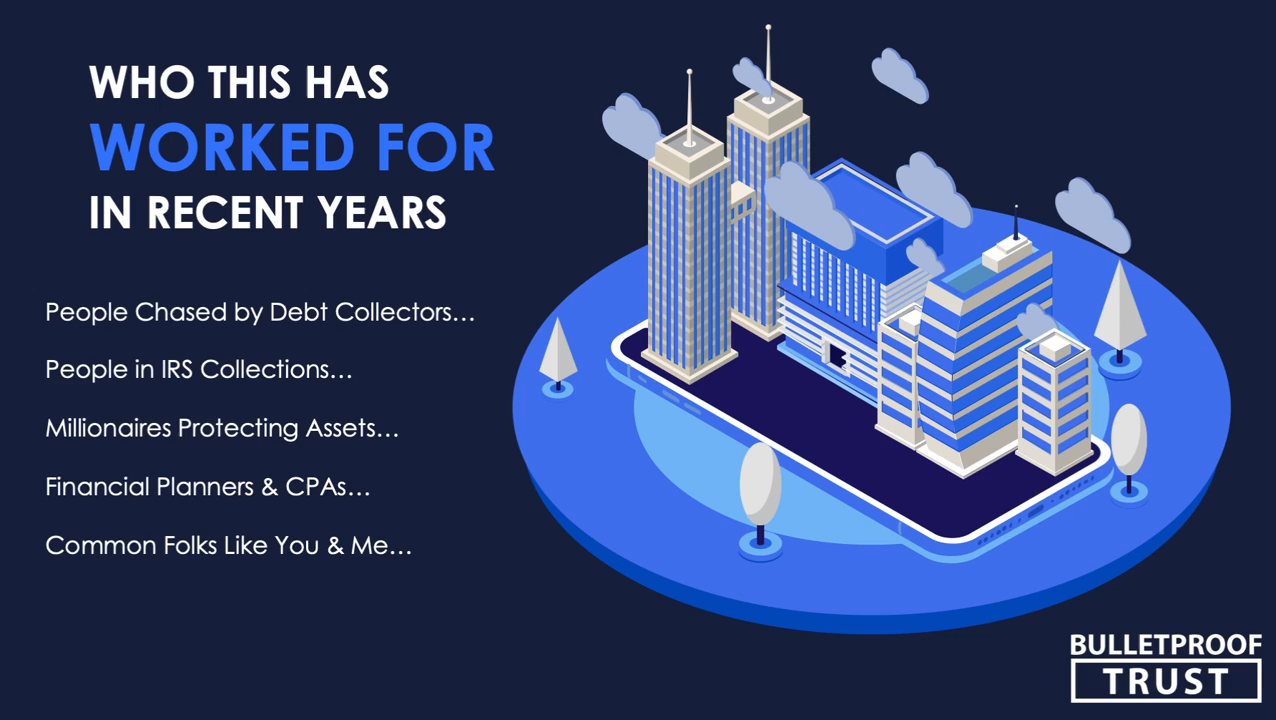 WHO THIS HAS
WORKED FOR
IN RECENT YEARS
People Chased by Debt Collectors...
People in IRS Collections...
Millionaires Protecting Assets...
Financial Planners & CPAs...
Common Folks Like You & Me...
BULLETPROOF
TRUST